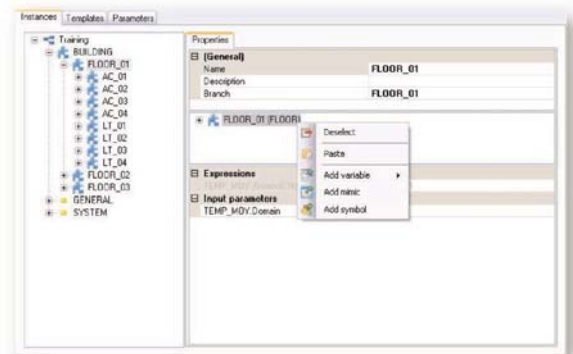 Instances Templates Parameters
Training
BUILDING
FLOOR_01
AC_01
AC_02
AC_03
AC_04
LT_01
LT_02
LT_03
LT_04
FLOOR_02
FLOOR_03
GENERAL
SYSTEM
Properties
(General)
Name FLOOR_01
Description
Branch FLOOR_01
FLOOR_01 (FLOOR)
Deselect
Paste
Add variable
Add mimic
Add symbol
Expressions
Input parameters
TEMP_MOY.Domain